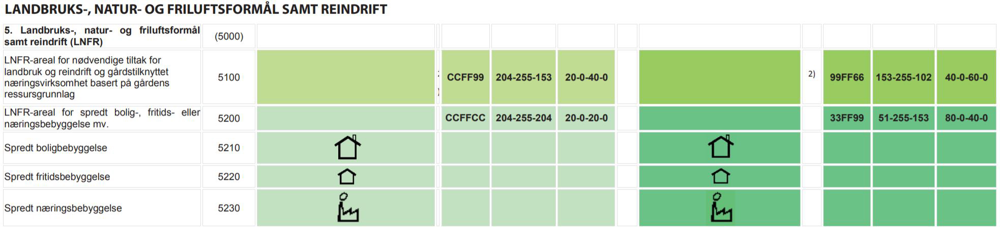 LANDBRUKS-, NATUR- OG FRILUFTSFORMÅL SAMT REINDRIFT
5. Landbruks-, natur- og friluftsformål
samt reindrift (LNFR)
(5000)
LNFR-areal for nødvendige tiltak for
landbruk og reindrift og gårdstilknyttet
næringsvirksomhet basert på gårdens
ressursgrunnlag
5100
CCFF99
204-255-153
20-0-40-0
2)
99FF66
153-255-102
40-0-60-0
LNFR-areal for spredt bolig-, fritids- eller
næringsbebyggelse mv.
5200
CCFFCC
204-255-204
20-0-20-0
33FF99
51-255-153
80-0-40-0
Spredt boligbebyggelse
5210
Spredt fritidsbebyggelse
5220
Spredt næringsbebyggelse
5230